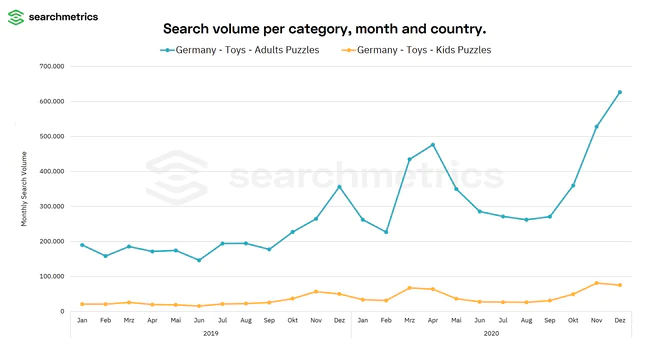 searchmetrics
Search volume per category, month and country.
Germany - Toys - Adults Puzzles Germany - Toys - Kids Puzzles
700.000
600.000
500.000
400.000
300.000
200.000
100.000
0
Monthly Search Volume
searchmetrics
Jan Feb Mrz Apr Mai Jun Jul Aug Sep Okt Nov Dez Jan Feb Mrz Apr Mai Jun Jul Aug Sep Okt Nov Dez
2019 2020